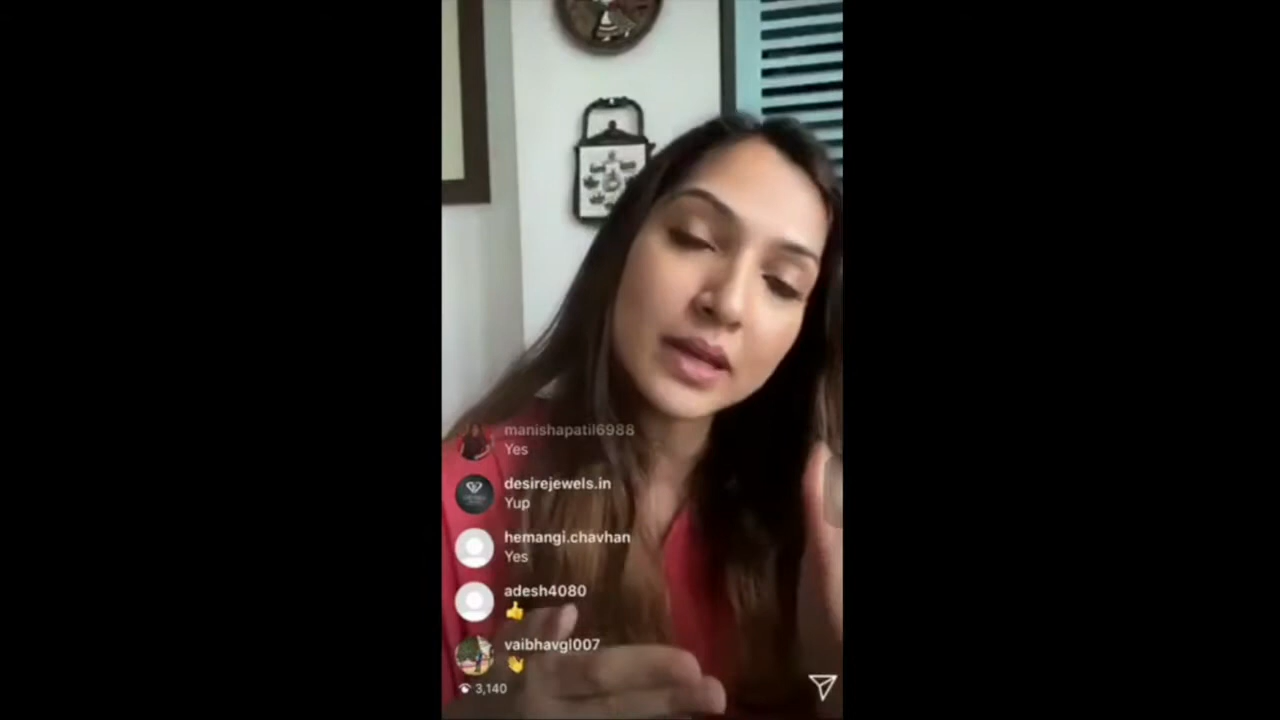 manishapatil6988
Yes
desirejewels.in
Yup
hemangi.chavhan
Yes
adesh4080
👍
vaibhavgl007
👋
3,140